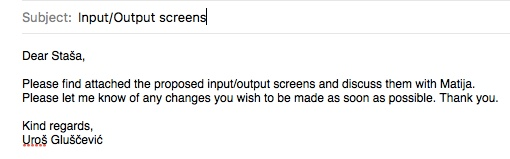 Subject: Input/Output screens
Dear Staša,
Please find attached the proposed input/output screens and discuss them with Matija.
Please let me know of any changes you wish to be made as soon as possible. Thank you.
Kind regards,
Uroš Gluščević